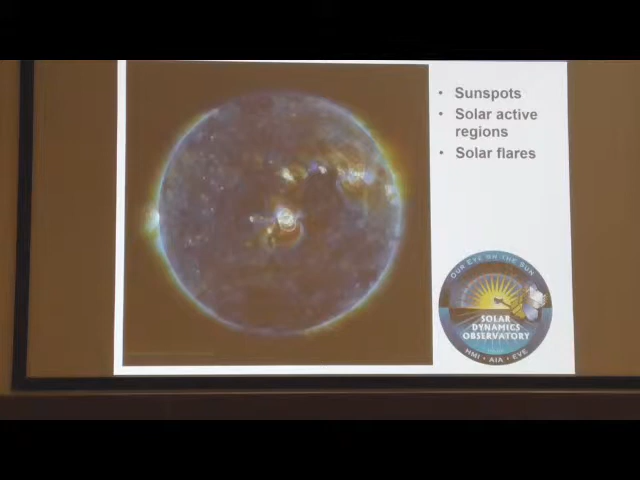 • Sunspots
• Solar active
regions
• Solar flares
OUR EYE ON THE SUN
SOLAR
DYNAMICS
OBSERVATORY
HMI • AIA • EVE